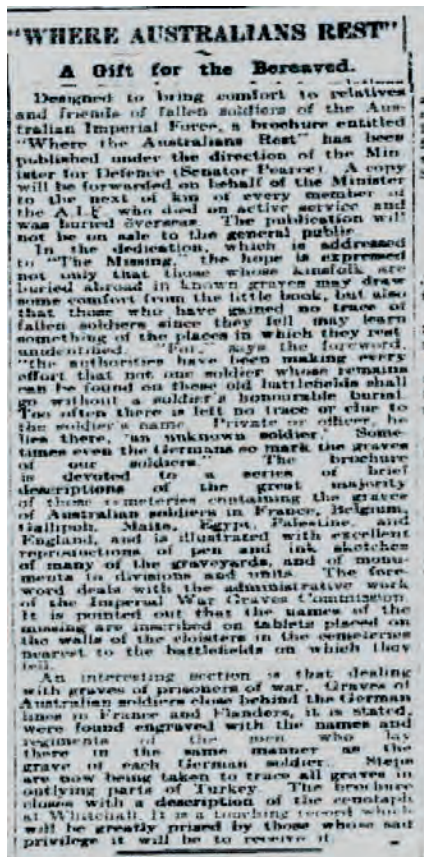 "WHERE AUSTRALIANS REST"
A Gift for the Bereaved.
Designed to bring comfort to relatives
and friends of fallen soldiers of the Aus-
tralian Imperial Force, a brochure entitled
"Where the Australians Rest" has been
published under the direction of the Min-
ister for Defence (Senator Pearce). A copy
will be forwarded on behalf of the Minister
to the next of kin of every member of
the A.I.F. who died on active service and
was buried overseas. The publication will
not be on sale to the general public.
In the dedication, which is addressed
to "The Missing," the hope is expressed
not only that those whose kinsfolk are
buried abroad in known graves may draw
some comfort from the little book, but also
that those who have gained no trace of
fallen soldiers since they fell may learn
something of the places in which they rest
unidentified. "For," says the foreword,
"the authorities have been making every
effort that not one soldier whose remains
can be found on these old battlefields shall
go without a soldier's honourable burial.
Too often there is left no trace or clue to
the soldier's name. Private or officer, he
lies there, 'an unknown soldier.' Some-
times even the Germans so mark the graves
of our soldiers." The brochure
is devoted to a series of brief
descriptions of the great majority
of those cemeteries containing the graves
of Australian soldiers in France, Belgium,
Gallipoli, Malta, Egypt, Palestine, and
England, and is illustrated with excellent
reproductions of pen and ink sketches
of many of the graveyards, and of monu-
ments to divisions and units. The fore-
word deals with the administrative work
of the Imperial War Graves Commission.
It is pointed out that the names of the
missing are inscribed on tablets placed on
the walls of the cloisters in the cemeteries
nearest to the battlefields on which they
fell.
An interesting section is that dealing
with graves of prisoners of war. Graves of
Australian soldiers close behind the German
lines in France and Flanders, it is stated,
were found engraved with the names and
regiments of the men who lay
there in the same manner as the
grave of each German soldier. Steps
are now being taken to trace all graves in
outlying parts of Turkey. The brochure
closes with a description of the cenotaph
at Whitehall. It is a touching record which
will be greatly prized by those whose sad
privilege it will be to receive it.